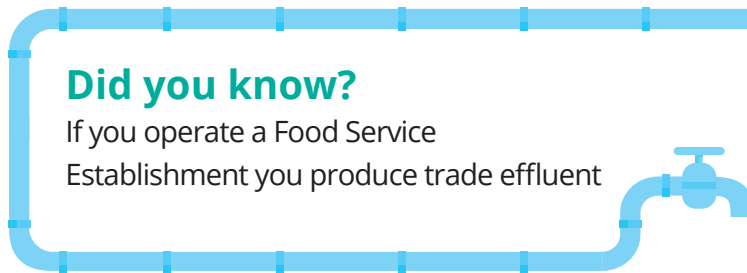 Did you know?
If you operate a Food Service
Establishment you produce trade effluent